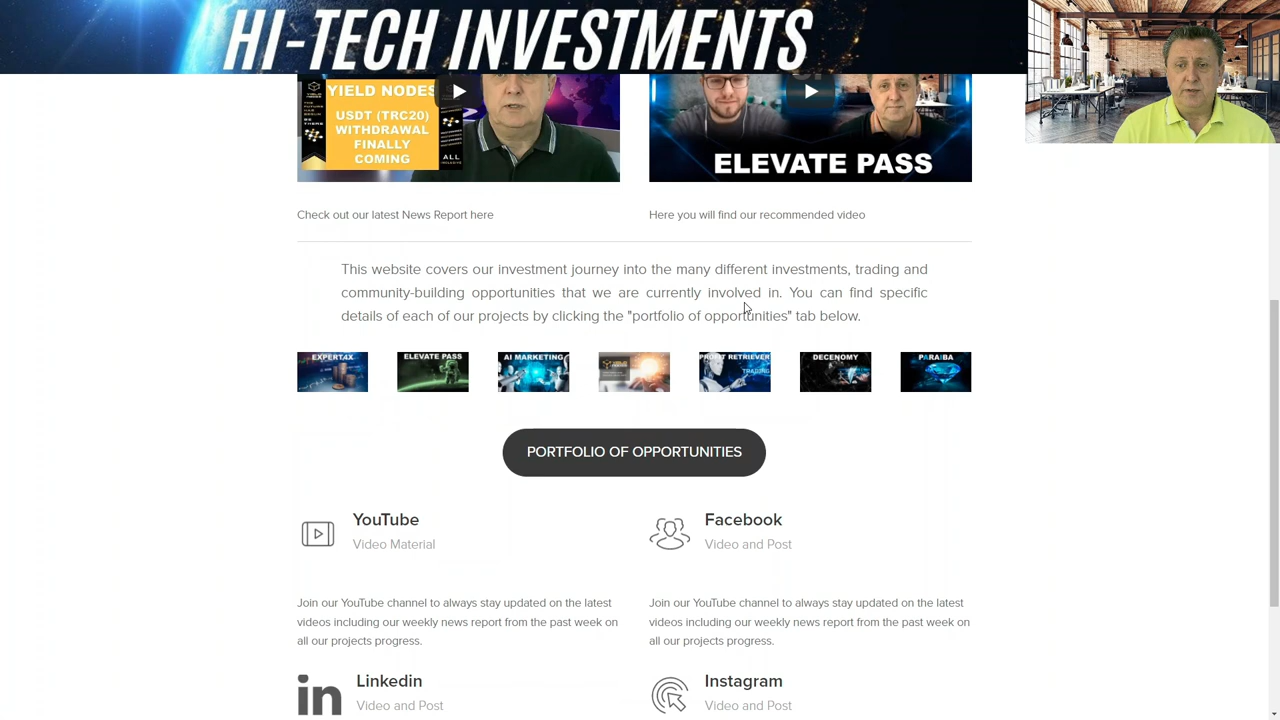 HI-TECH INVESTMENTS
YIELD NODES
USDT (TRC20)
WITHDRAWAL
FINALLY
COMING
ALL
ELEVATE PASS
Check out our latest News Report here
Here you will find our recommended video
This website covers our investment journey into the many different investments, trading and
community-building opportunities that we are currently involved in. You can find specific
details of each of our projects by clicking the "portfolio of opportunities" tab below.
EXPERT4X
ELEVATE PASS
AI MARKETING
PROFIT RETRIEVER
TRADING
DECENOMY
PARAIBA
PORTFOLIO OF OPPORTUNITIES
YouTube
Video Material
Facebook
Video and Post
Join our YouTube channel to always stay updated on the latest
videos including our weekly news report from the past week on
all our projects progress.
Join our YouTube channel to always stay updated on the latest
videos including our weekly news report from the past week on
all our projects progress.
Linkedin
Video and Post
Instagram
Video and Post